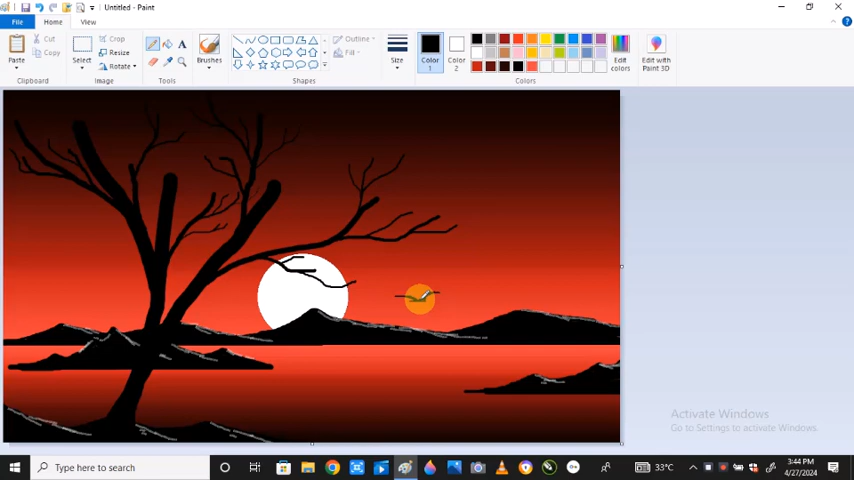 Untitled - Paint
File Home View
Paste
Cut
Copy
Clipboard
Select
Crop
Resize
Rotate
Image
A
Tools
Brushes
Outline
Fill
Shapes
Size
Color 1
Color 2
Colors
Edit colors
Edit with Paint 3D
Activate Windows
Go to Settings to activate Windows.
Type here to search
33°C
3:44 PM
4/27/2024